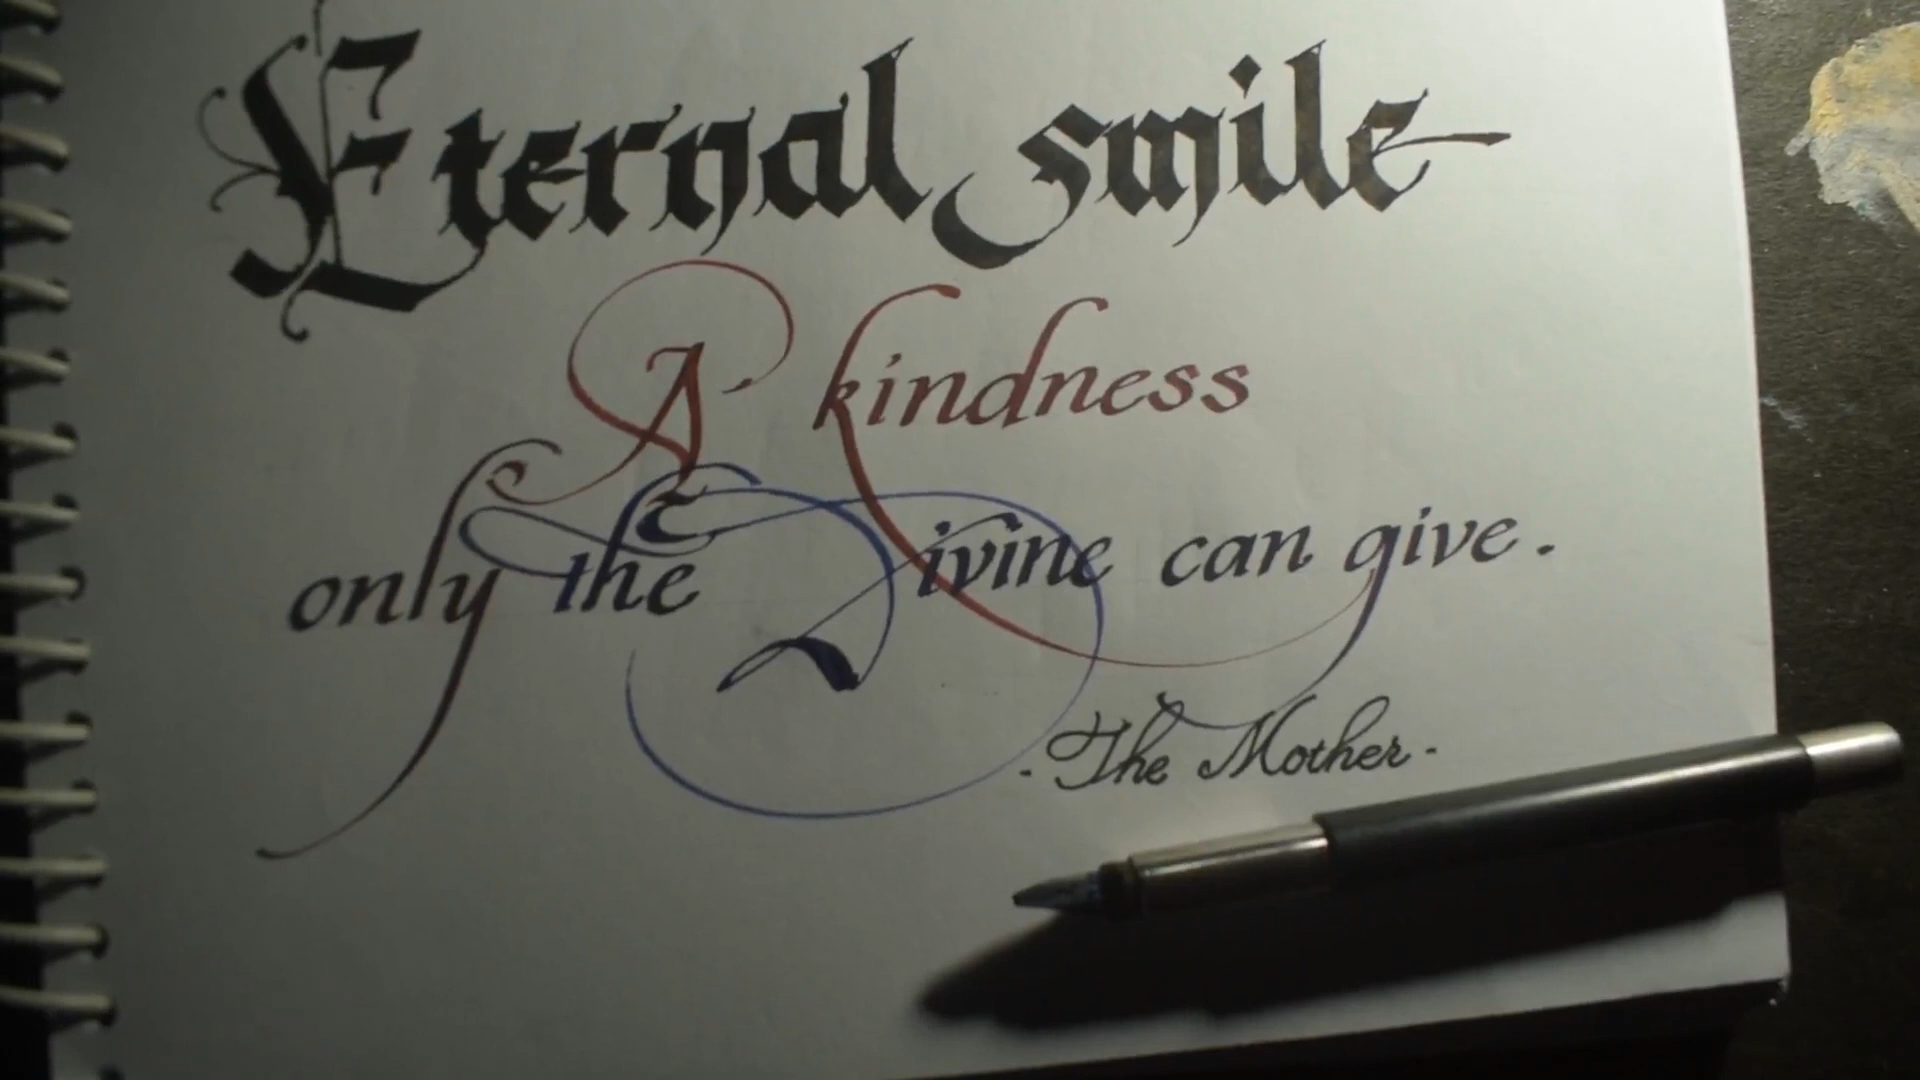 Eternal smile
A kindness
only the Divine can give.
- The Mother -